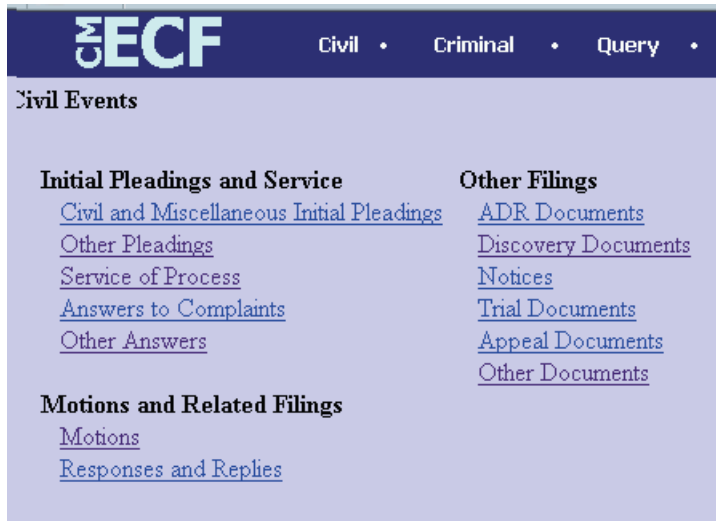 CM ECF Civil • Criminal • Query •
Civil Events
Initial Pleadings and Service
Civil and Miscellaneous Initial Pleadings
Other Pleadings
Service of Process
Answers to Complaints
Other Answers
Motions and Related Filings
Motions
Responses and Replies
Other Filings
ADR Documents
Discovery Documents
Notices
Trial Documents
Appeal Documents
Other Documents